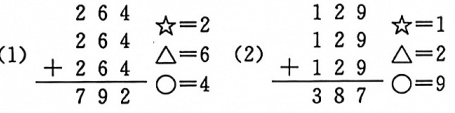 2 6 4 ☆=2 1 2 9 ☆=1
2 6 4 1 2 9
(1) + 2 6 4 △=6 (2) + 1 2 9 △=2
7 9 2 ○=4 3 8 7 ○=9